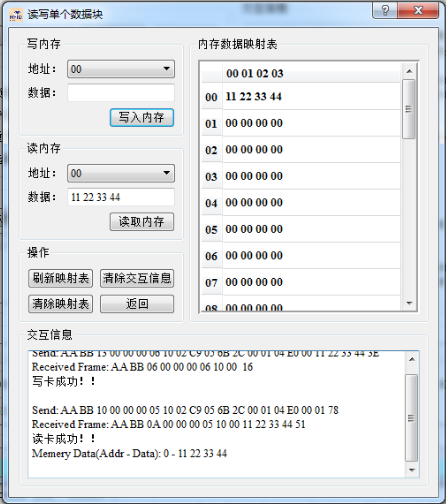 读写单个数据块
写内存
地址： 00
数据：
写入内存
读内存
地址： 00
数据： 11 22 33 44
读取内存
操作
刷新映射表 清除交互信息
清除映射表 返回
内存数据映射表
00 01 02 03
00 11 22 33 44
01 00 00 00 00
02 00 00 00 00
03 00 00 00 00
04 00 00 00 00
05 00 00 00 00
06 00 00 00 00
07 00 00 00 00
08 00 00 00 00
交互信息
Send: AA BB 13 00 00 00 06 10 02 C9 05 6B 2C 00 01 04 E0 00 11 22 33 44 3E
Received Frame: AA BB 06 00 00 00 06 10 00 16
写卡成功！！
Send: AA BB 10 00 00 00 05 10 02 C9 05 6B 2C 00 01 04 E0 00 01 78
Received Frame: AA BB 0A 00 00 00 05 10 00 11 22 33 44 51
读卡成功！！
Memery Data(Addr - Data): 0 - 11 22 33 44